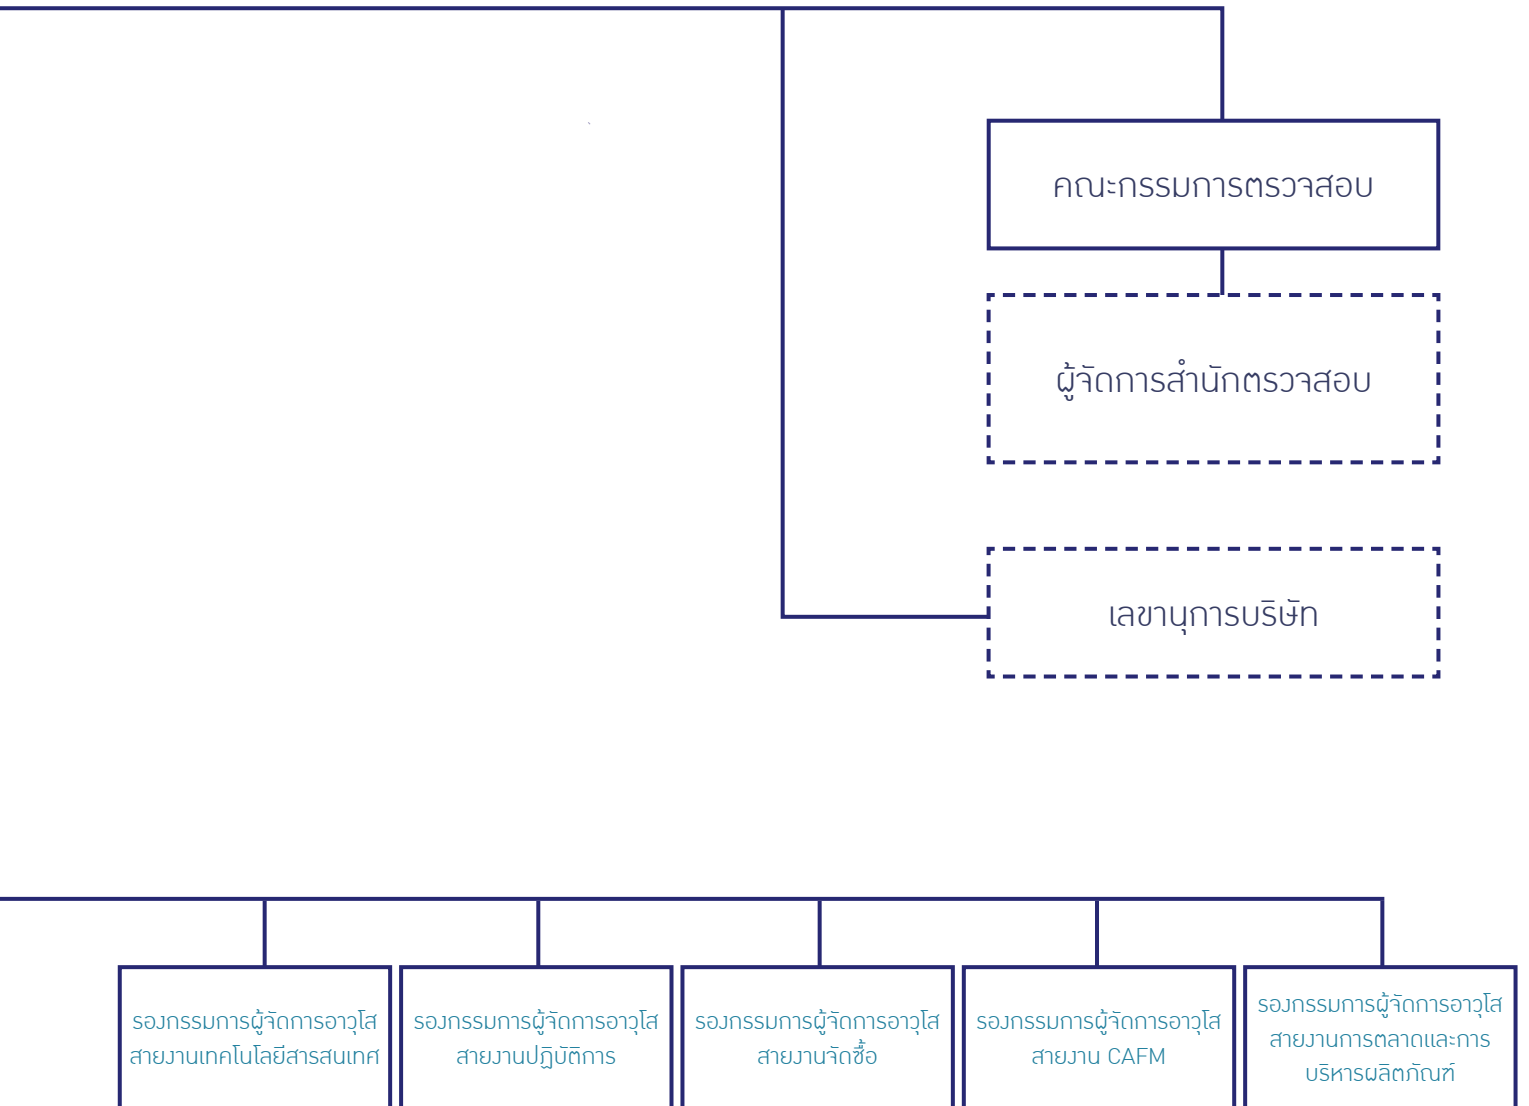 คณะกรรมการตรวจสอบ
ผู้จัดการสำนักตรวจสอบ
เลขานุการบริษัท
รองกรรมการผู้จัดการอาวุโส
สายงานเทคโนโลยีสารสนเทศ
รองกรรมการผู้จัดการอาวุโส
สายงานปฏิบัติการ
รองกรรมการผู้จัดการอาวุโส
สายงานจัดซื้อ
รองกรรมการผู้จัดการอาวุโส
สายงาน CAFM
รองกรรมการผู้จัดการอาวุโส
สายงานการตลาดและการ
บริหารผลิตภัณฑ์